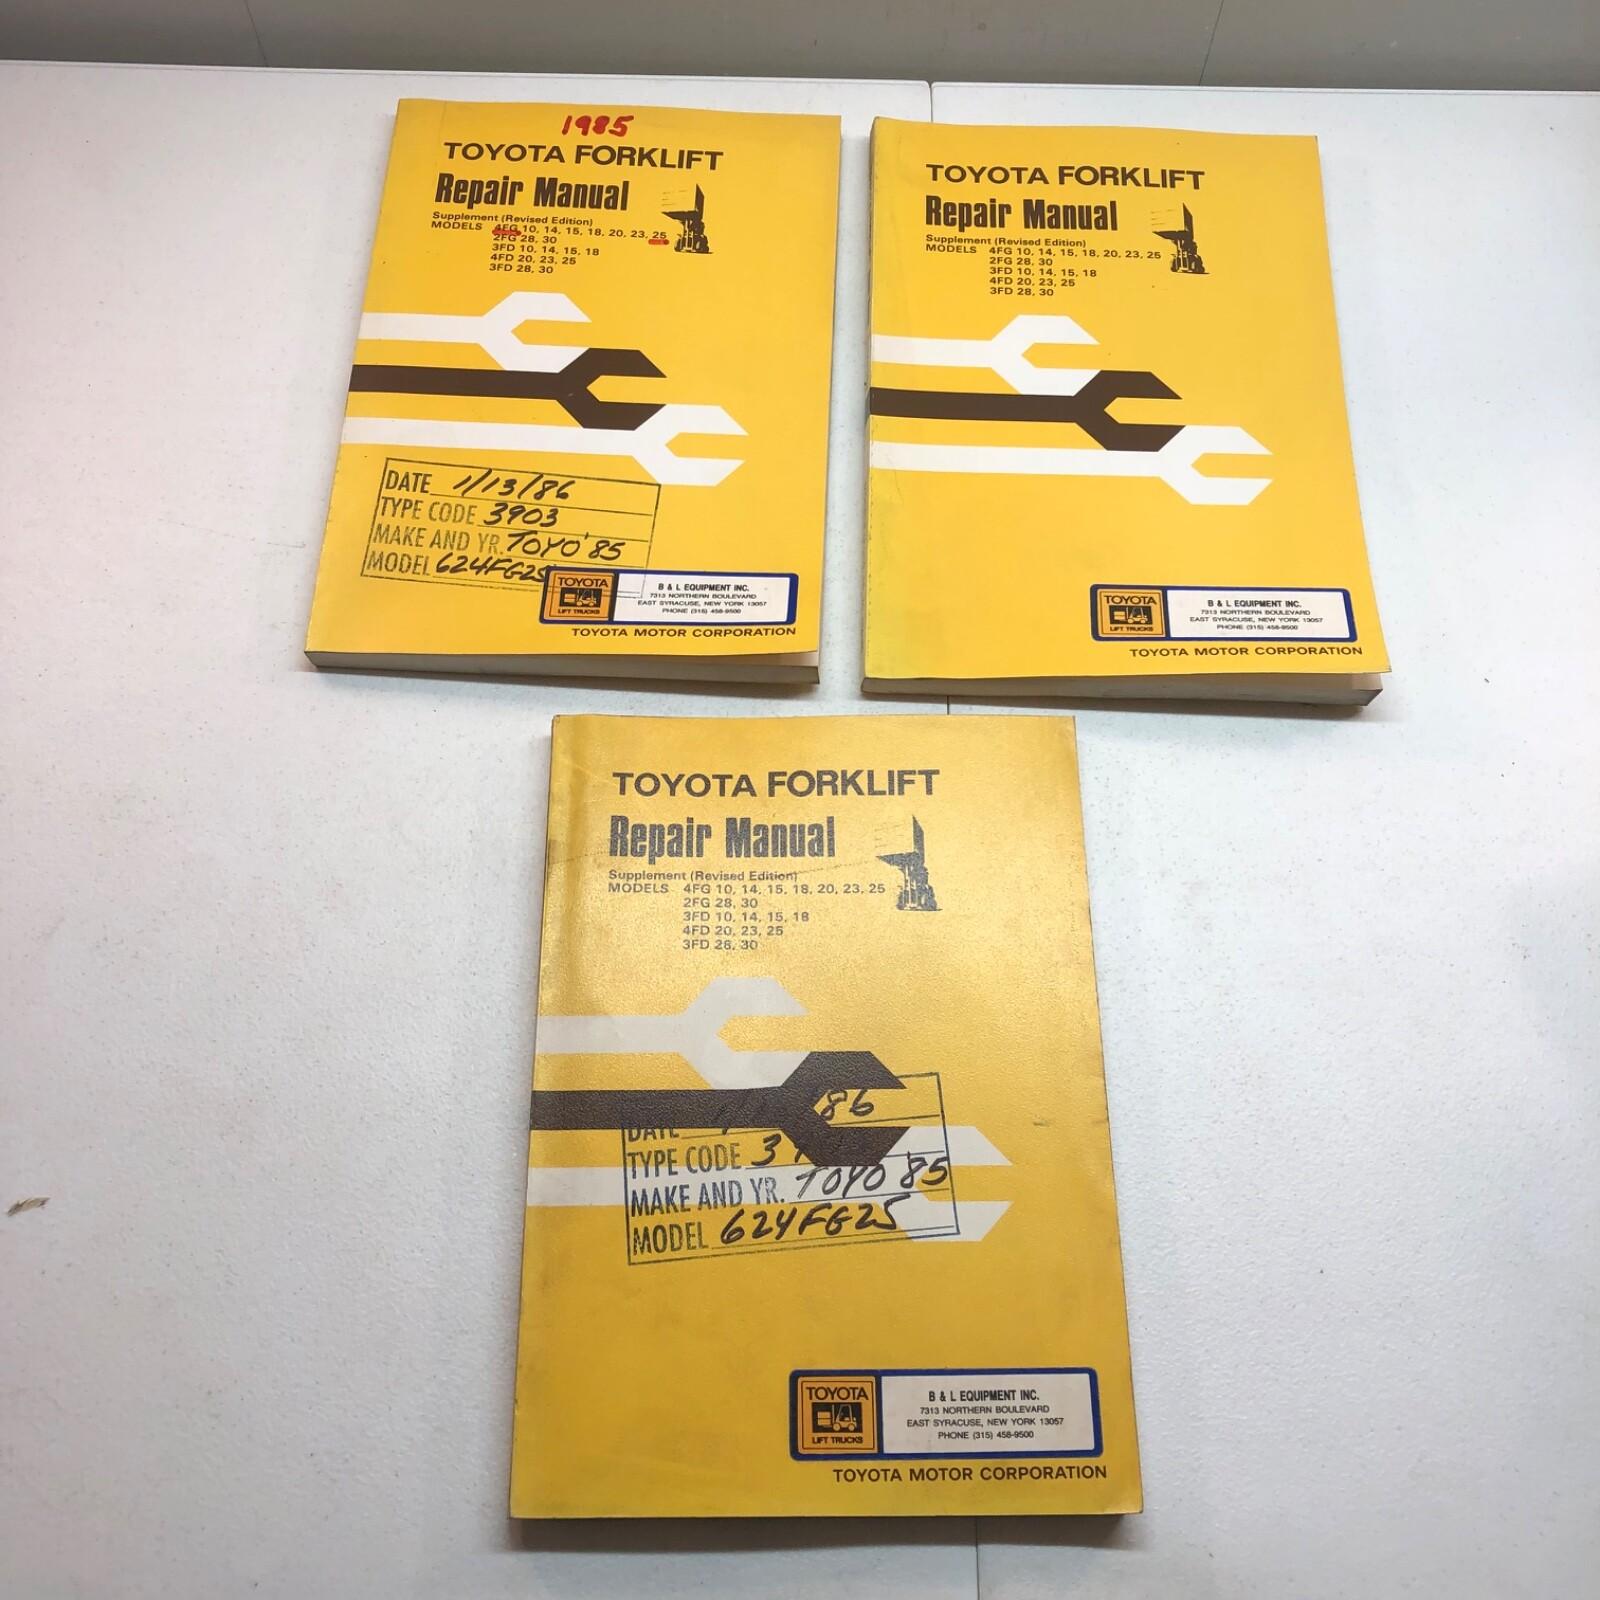 1985
TOYOTA FORKLIFT
Repair Manual
Supplement (Revised Edition)
MODELS 4FG 10, 14, 15, 18, 20, 23, 25
2FG 28, 30
3FD 10, 14, 15, 18
4FD 20, 23, 25
3FD 28, 30
DATE 1/13/86
TYPE CODE 3903
MAKE AND YR. TOYO '85
MODEL 624FG25
TOYOTA
LIFT TRUCKS
B & L EQUIPMENT INC.
7313 NORTHERN BOULEVARD
EAST SYRACUSE, NEW YORK 13057
PHONE (315) 458-9500
TOYOTA MOTOR CORPORATION
TOYOTA FORKLIFT
Repair Manual
Supplement (Revised Edition)
MODELS 4FG 10, 14, 15, 18, 20, 23, 25
2FG 28, 30
3FD 10, 14, 15, 18
4FD 20, 23, 25
3FD 28, 30
TOYOTA
LIFT TRUCKS
B & L EQUIPMENT INC.
7313 NORTHERN BOULEVARD
EAST SYRACUSE, NEW YORK 13057
PHONE (315) 458-9500
TOYOTA MOTOR CORPORATION
TOYOTA FORKLIFT
Repair Manual
Supplement (Revised Edition)
MODELS 4FG 10, 14, 15, 18, 20, 23, 25
2FG 28, 30
3FD 10, 14, 15, 18
4FD 20, 23, 25
3FD 28, 30
DATE
TYPE CODE
MAKE AND YR. TOYO '85
MODEL 624FG25
TOYOTA
LIFT TRUCKS
B & L EQUIPMENT INC.
7313 NORTHERN BOULEVARD
EAST SYRACUSE, NEW YORK 13057
PHONE (315) 458-9500
TOYOTA MOTOR CORPORATION